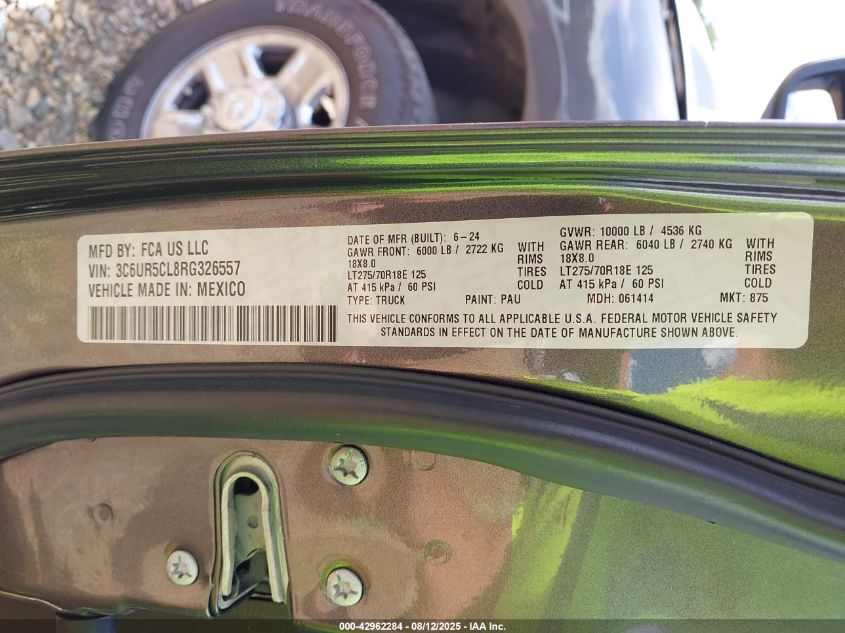 TRANSFORCE
MFD BY: FCA US LLC
VIN: 3C6UR5CL8RG326557
VEHICLE MADE IN: MEXICO
DATE OF MFR (BUILT): 6-24
GAWR FRONT: 6000 LB / 2722 KG WITH
18X8.0 RIMS
LT275/70R18E 125 TIRES
AT 415 kPa / 60 PSI COLD
TYPE: TRUCK PAINT: PAU
GVWR: 10000 LB / 4536 KG
GAWR REAR: 6040 LB / 2740 KG WITH
18X8.0 RIMS
LT275/70R18E 125 TIRES
AT 415 kPa / 60 PSI COLD
MDH: 061414 MKT: 875
THIS VEHICLE CONFORMS TO ALL APPLICABLE U.S.A. FEDERAL MOTOR VEHICLE SAFETY
STANDARDS IN EFFECT ON THE DATE OF MANUFACTURE SHOWN ABOVE.
000-42962284 - 08/12/2025 - IAA Inc.